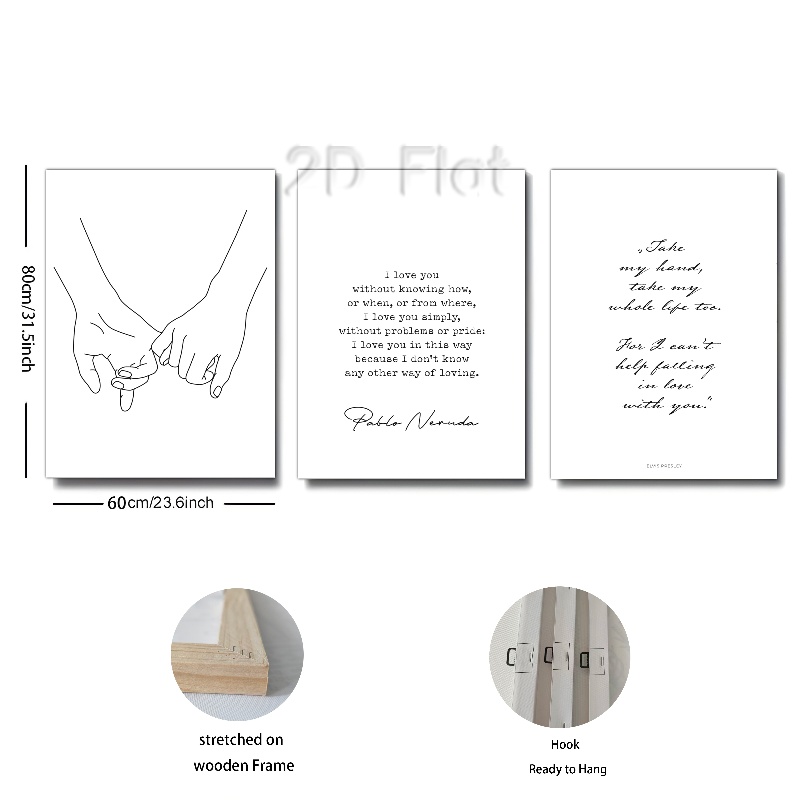 2D Flat
80cm/31.5inch
60cm/23.6inch
I love you
without knowing how,
or when, or from where,
I love you simply,
without problems or pride:
I love you in this way
because I don't know
any other way of loving.
Pablo Neruda
„Take
my hand,
take my
whole life too.
For I can't
help falling
in love
with you."
ELVIS PRESLEY
stretched on
wooden Frame
Hook
Ready to Hang